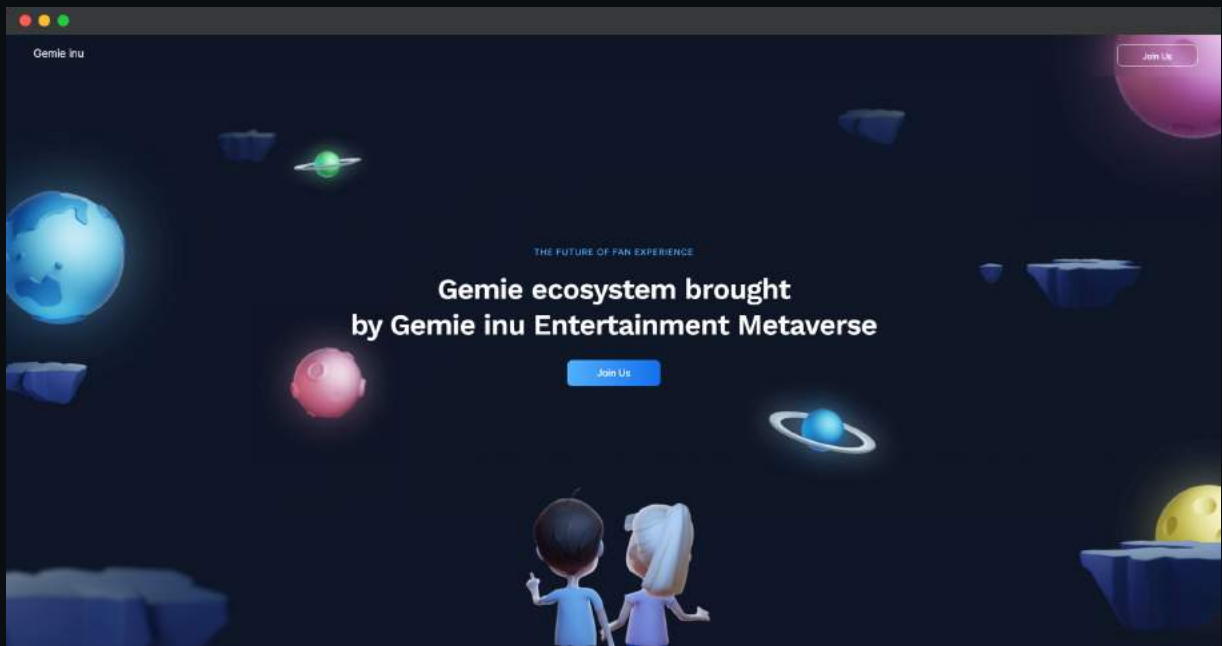 Gemie inu
Join Us
THE FUTURE OF FAN EXPERIENCE
Gemie ecosystem brought
by Gemie inu Entertainment Metaverse
Join Us